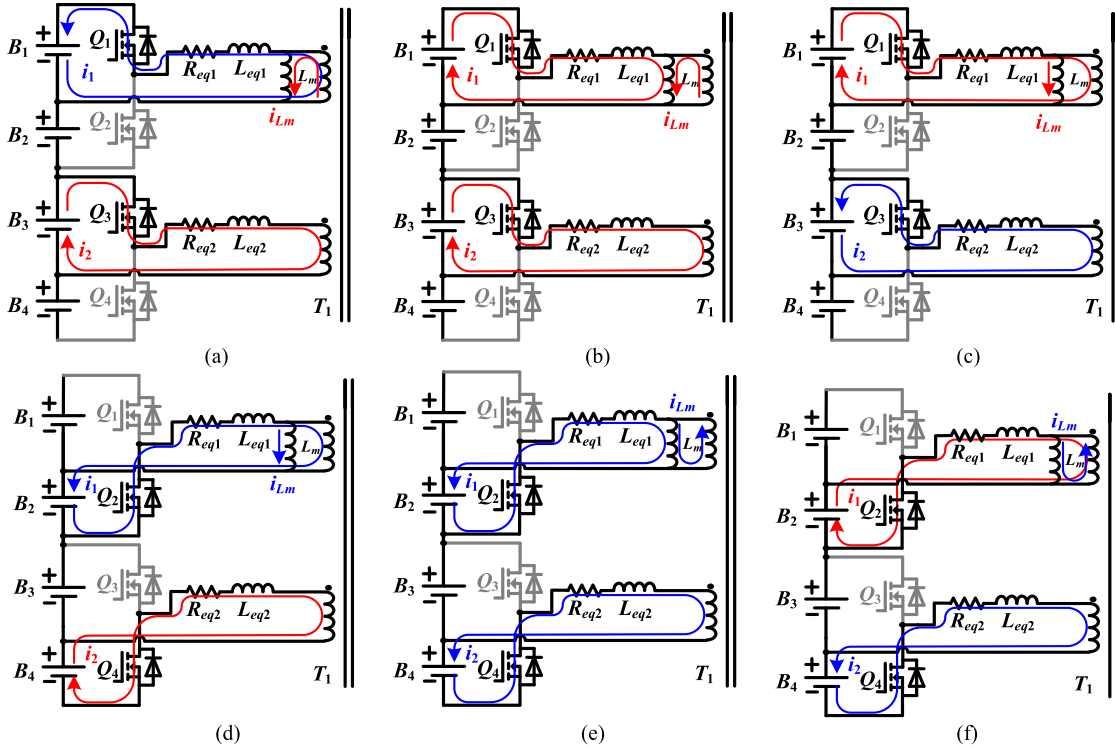 B1 + Q1 Req1 Leq1 Lm i1 iLm
B2 + Q2
B3 + Q3 Req2 Leq2 i2
B4 + Q4 T1
(a)
B1 + Q1 Req1 Leq1 Lm i1 iLm
B2 + Q2
B3 + Q3 Req2 Leq2 i2
B4 + Q4 T1
(b)
B1 + Q1 Req1 Leq1 Lm i1 iLm
B2 + Q2
B3 + Q3 Req2 Leq2 i2
B4 + Q4 T1
(c)
B1 + Q1 Req1 Leq1 Lm iLm
B2 + i1 Q2
B3 + Q3 Req2 Leq2
B4 + i2 Q4 T1
(d)
B1 + Q1 Req1 Leq1 Lm iLm
B2 + i1 Q2
B3 + Q3 Req2 Leq2
B4 + i2 Q4 T1
(e)
B1 + Q1 Req1 Leq1 Lm iLm
B2 + i1 Q2
B3 + Q3 Req2 Leq2
B4 + i2 Q4 T1
(f)